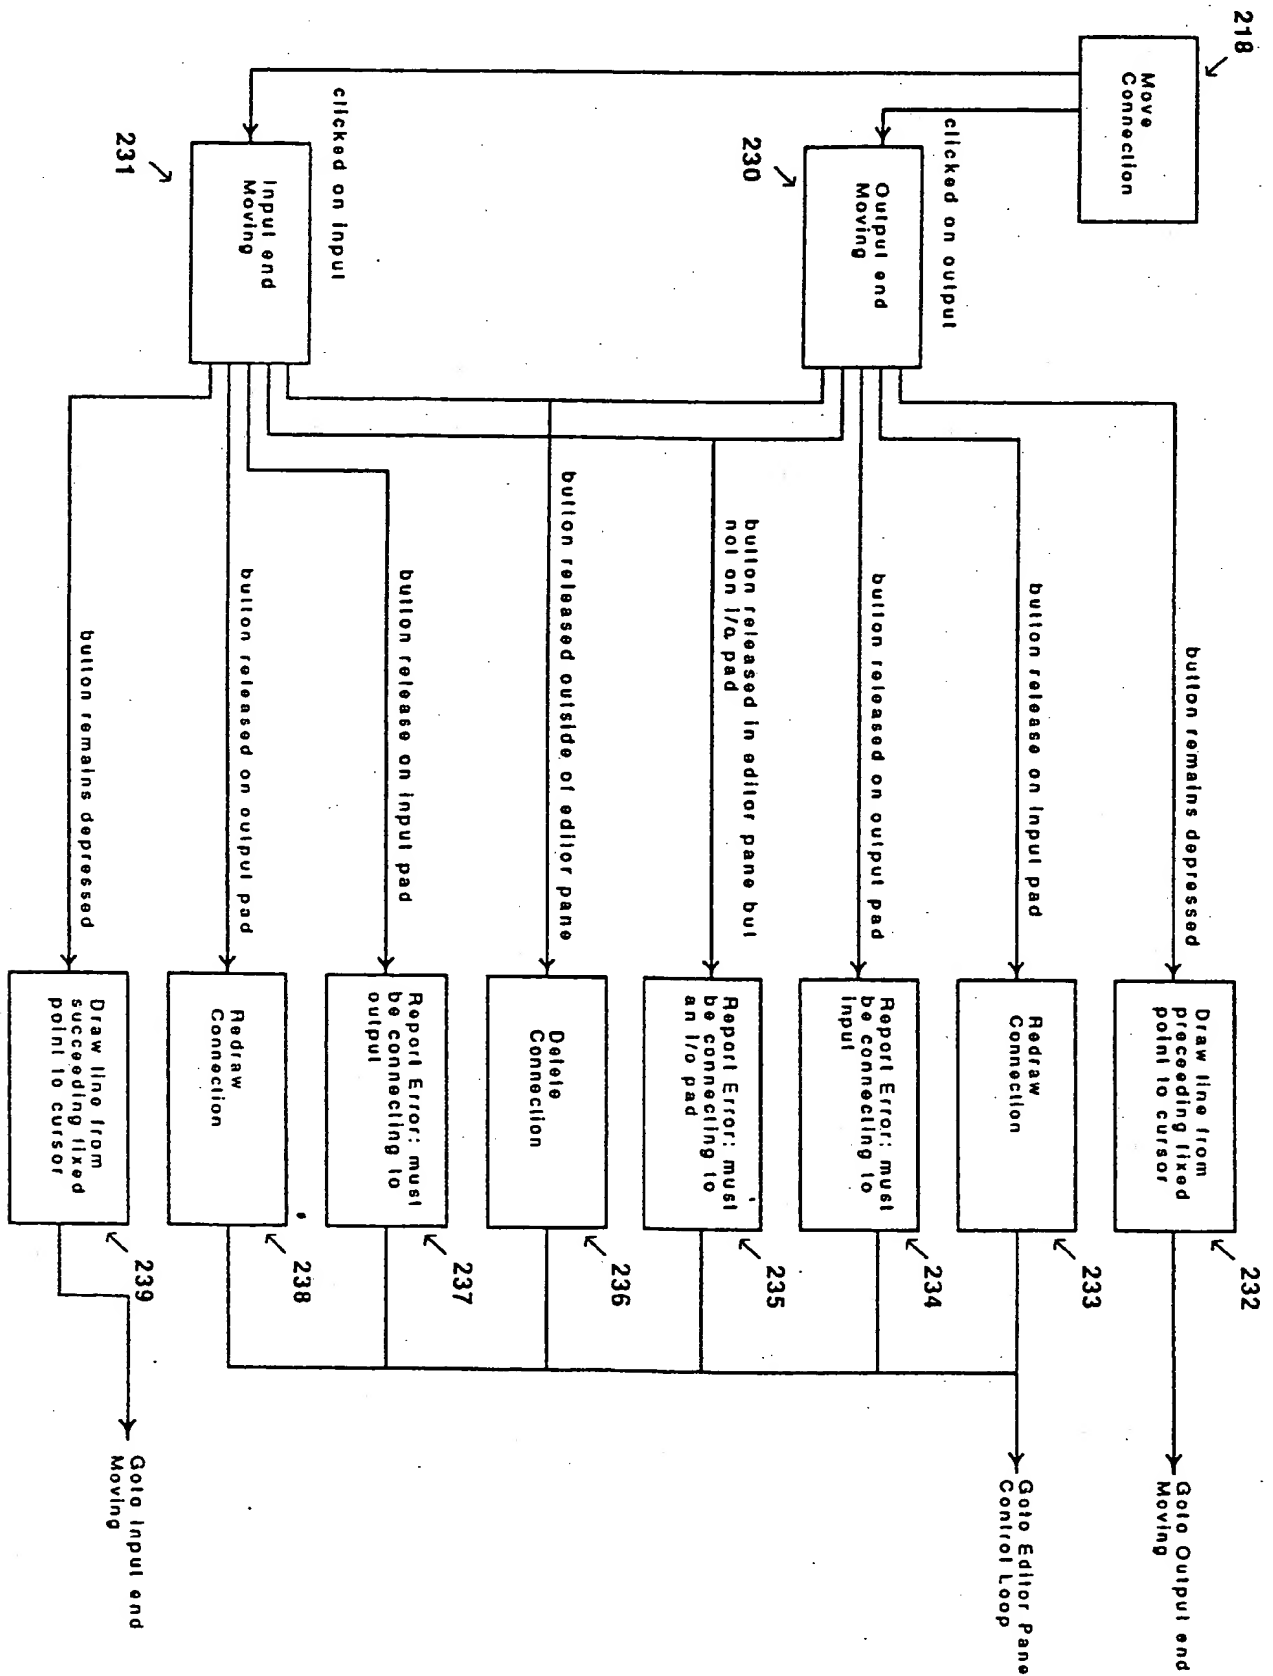 218
Move
Connection
clicked on output
clicked on input
230
Output end
Moving
231
Input end
Moving
button remains depressed
button release on input pad
button released on output pad
button released in editor pane but
not on i/o pad
button released outside of editor pane
button release on input pad
button released on output pad
button remains depressed
Draw line from
preceeding fixed
point to cursor
232
Redraw
Connection
233
Report Error: must
be connecting to
input
234
Report Error: must
be connecting to
an i/o pad
235
Delete
Connection
236
Report Error: must
be connecting to
output
237
Redraw
Connection
238
Draw line from
succeeding fixed
point to cursor
239
Goto Output end
Moving
Goto Editor Pane
Control Loop
Goto Input end
Moving